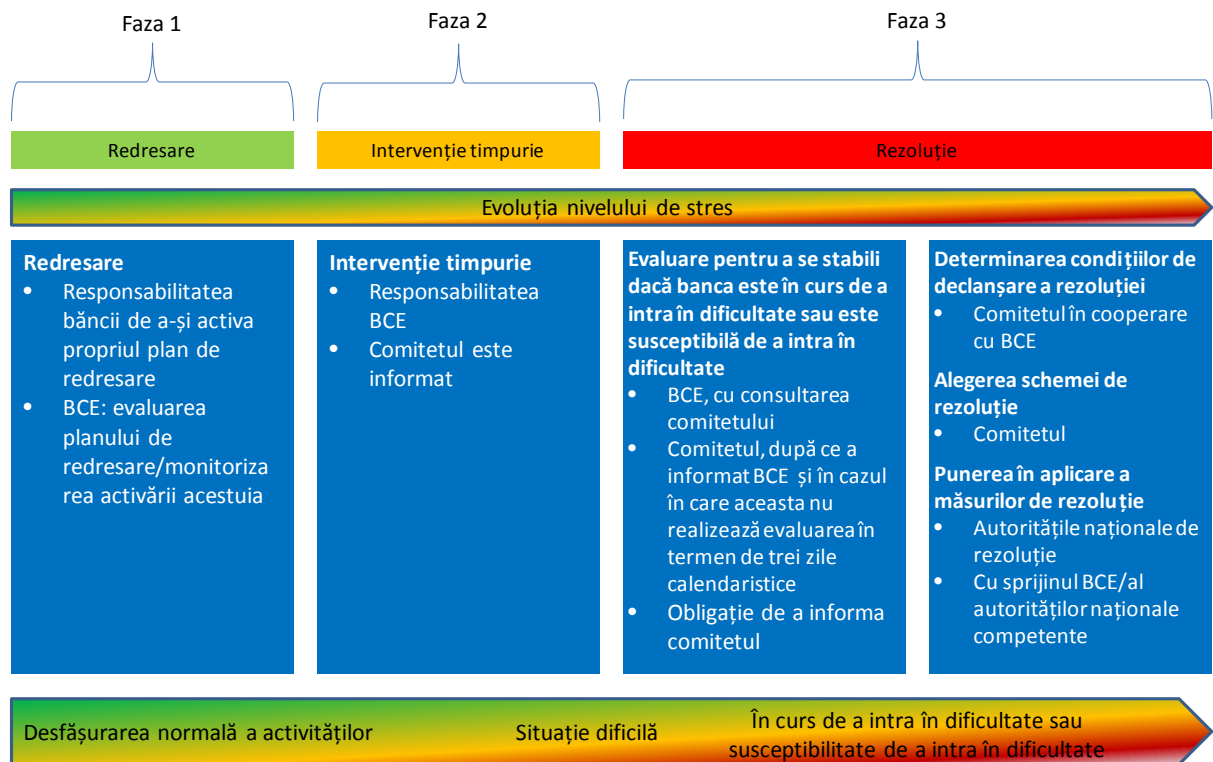 Faza 1
Faza 2
Faza 3
Redresare
Intervenție timpurie
Rezoluție
Evoluția nivelului de stres
Redresare
• Responsabilitatea
băncii de a-și activa
propriul plan de
redresare
• BCE: evaluarea
planului de
redresare/monitoriza
rea activării acestuia
Intervenție timpurie
• Responsabilitatea
BCE
• Comitetul este
informat
Evaluare pentru a se stabili
dacă banca este în curs de a
intra în dificultate sau este
susceptibilă de a intra în
dificultate
• BCE, cu consultarea
comitetului
• Comitetul, după ce a
informat BCE și în cazul
în care aceasta nu
realizează evaluarea în
termen de trei zile
calendaristice
• Obligație de a informa
comitetul
Determinarea condițiilor de
declanșare a rezoluției
• Comitetul în cooperare
cu BCE
Alegerea schemei de
rezoluție
• Comitetul
Punerea în aplicare a
măsurilor de rezoluție
• Autoritățile naționale de
rezoluție
• Cu sprijinul BCE/al
autorităților naționale
competente
Desfășurarea normală a activităților
Situație dificilă
În curs de a intra în dificultate sau
susceptibilitate de a intra în dificultate